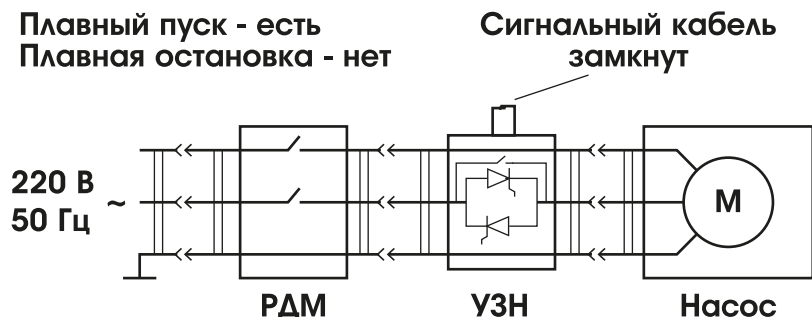 Плавный пуск - есть
Плавная остановка - нет
Сигнальный кабель
замкнут
220 В
50 Гц ~
М
РДМ
УЗН
Насос